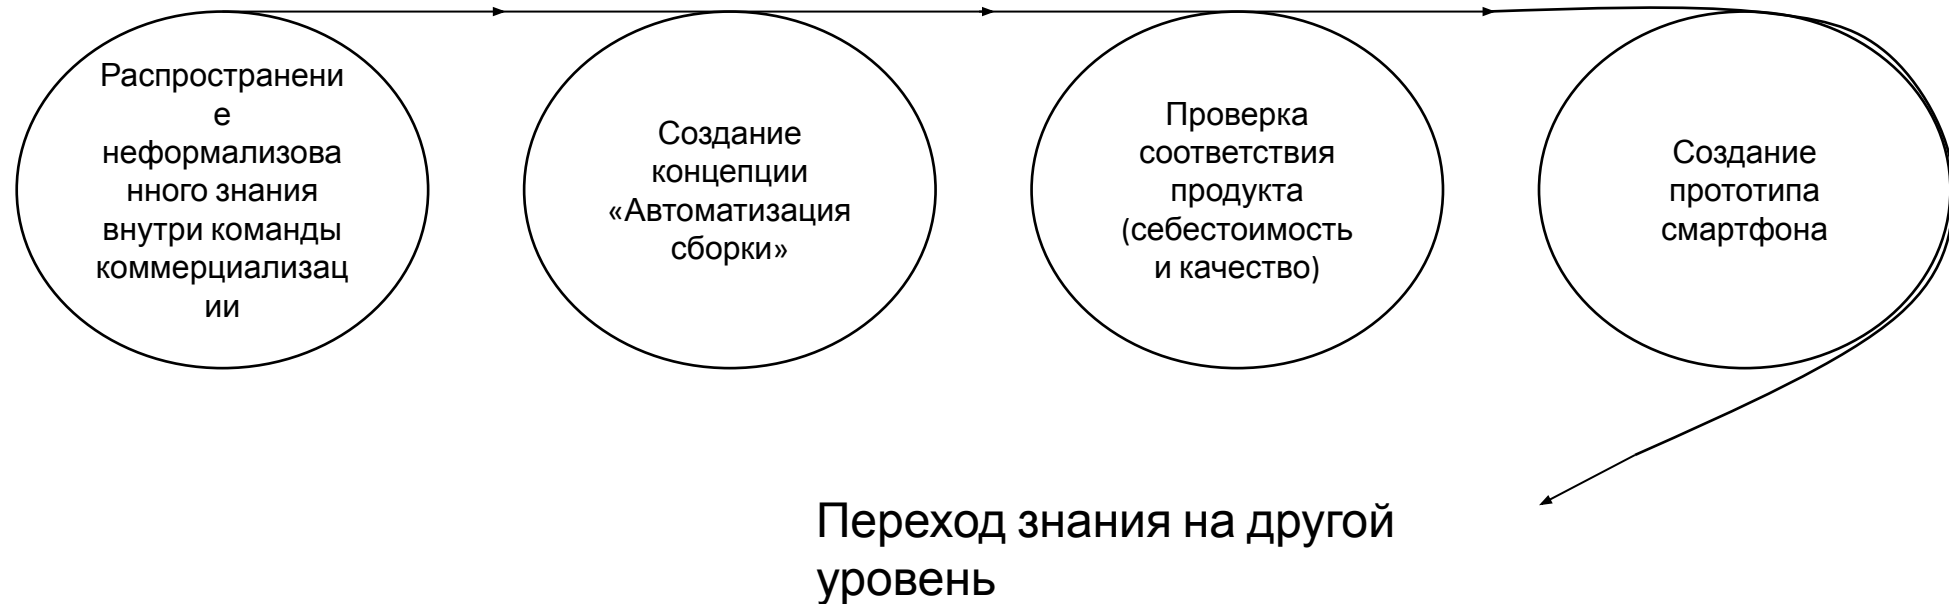 Распространени
е
неформализова
нного знания
внутри команды
коммерциализац
ии
Создание
концепции
«Автоматизация
сборки»
Проверка
соответствия
продукта
(себестоимость
и качество)
Создание
прототипа
смартфона
Переход знания на другой
уровень